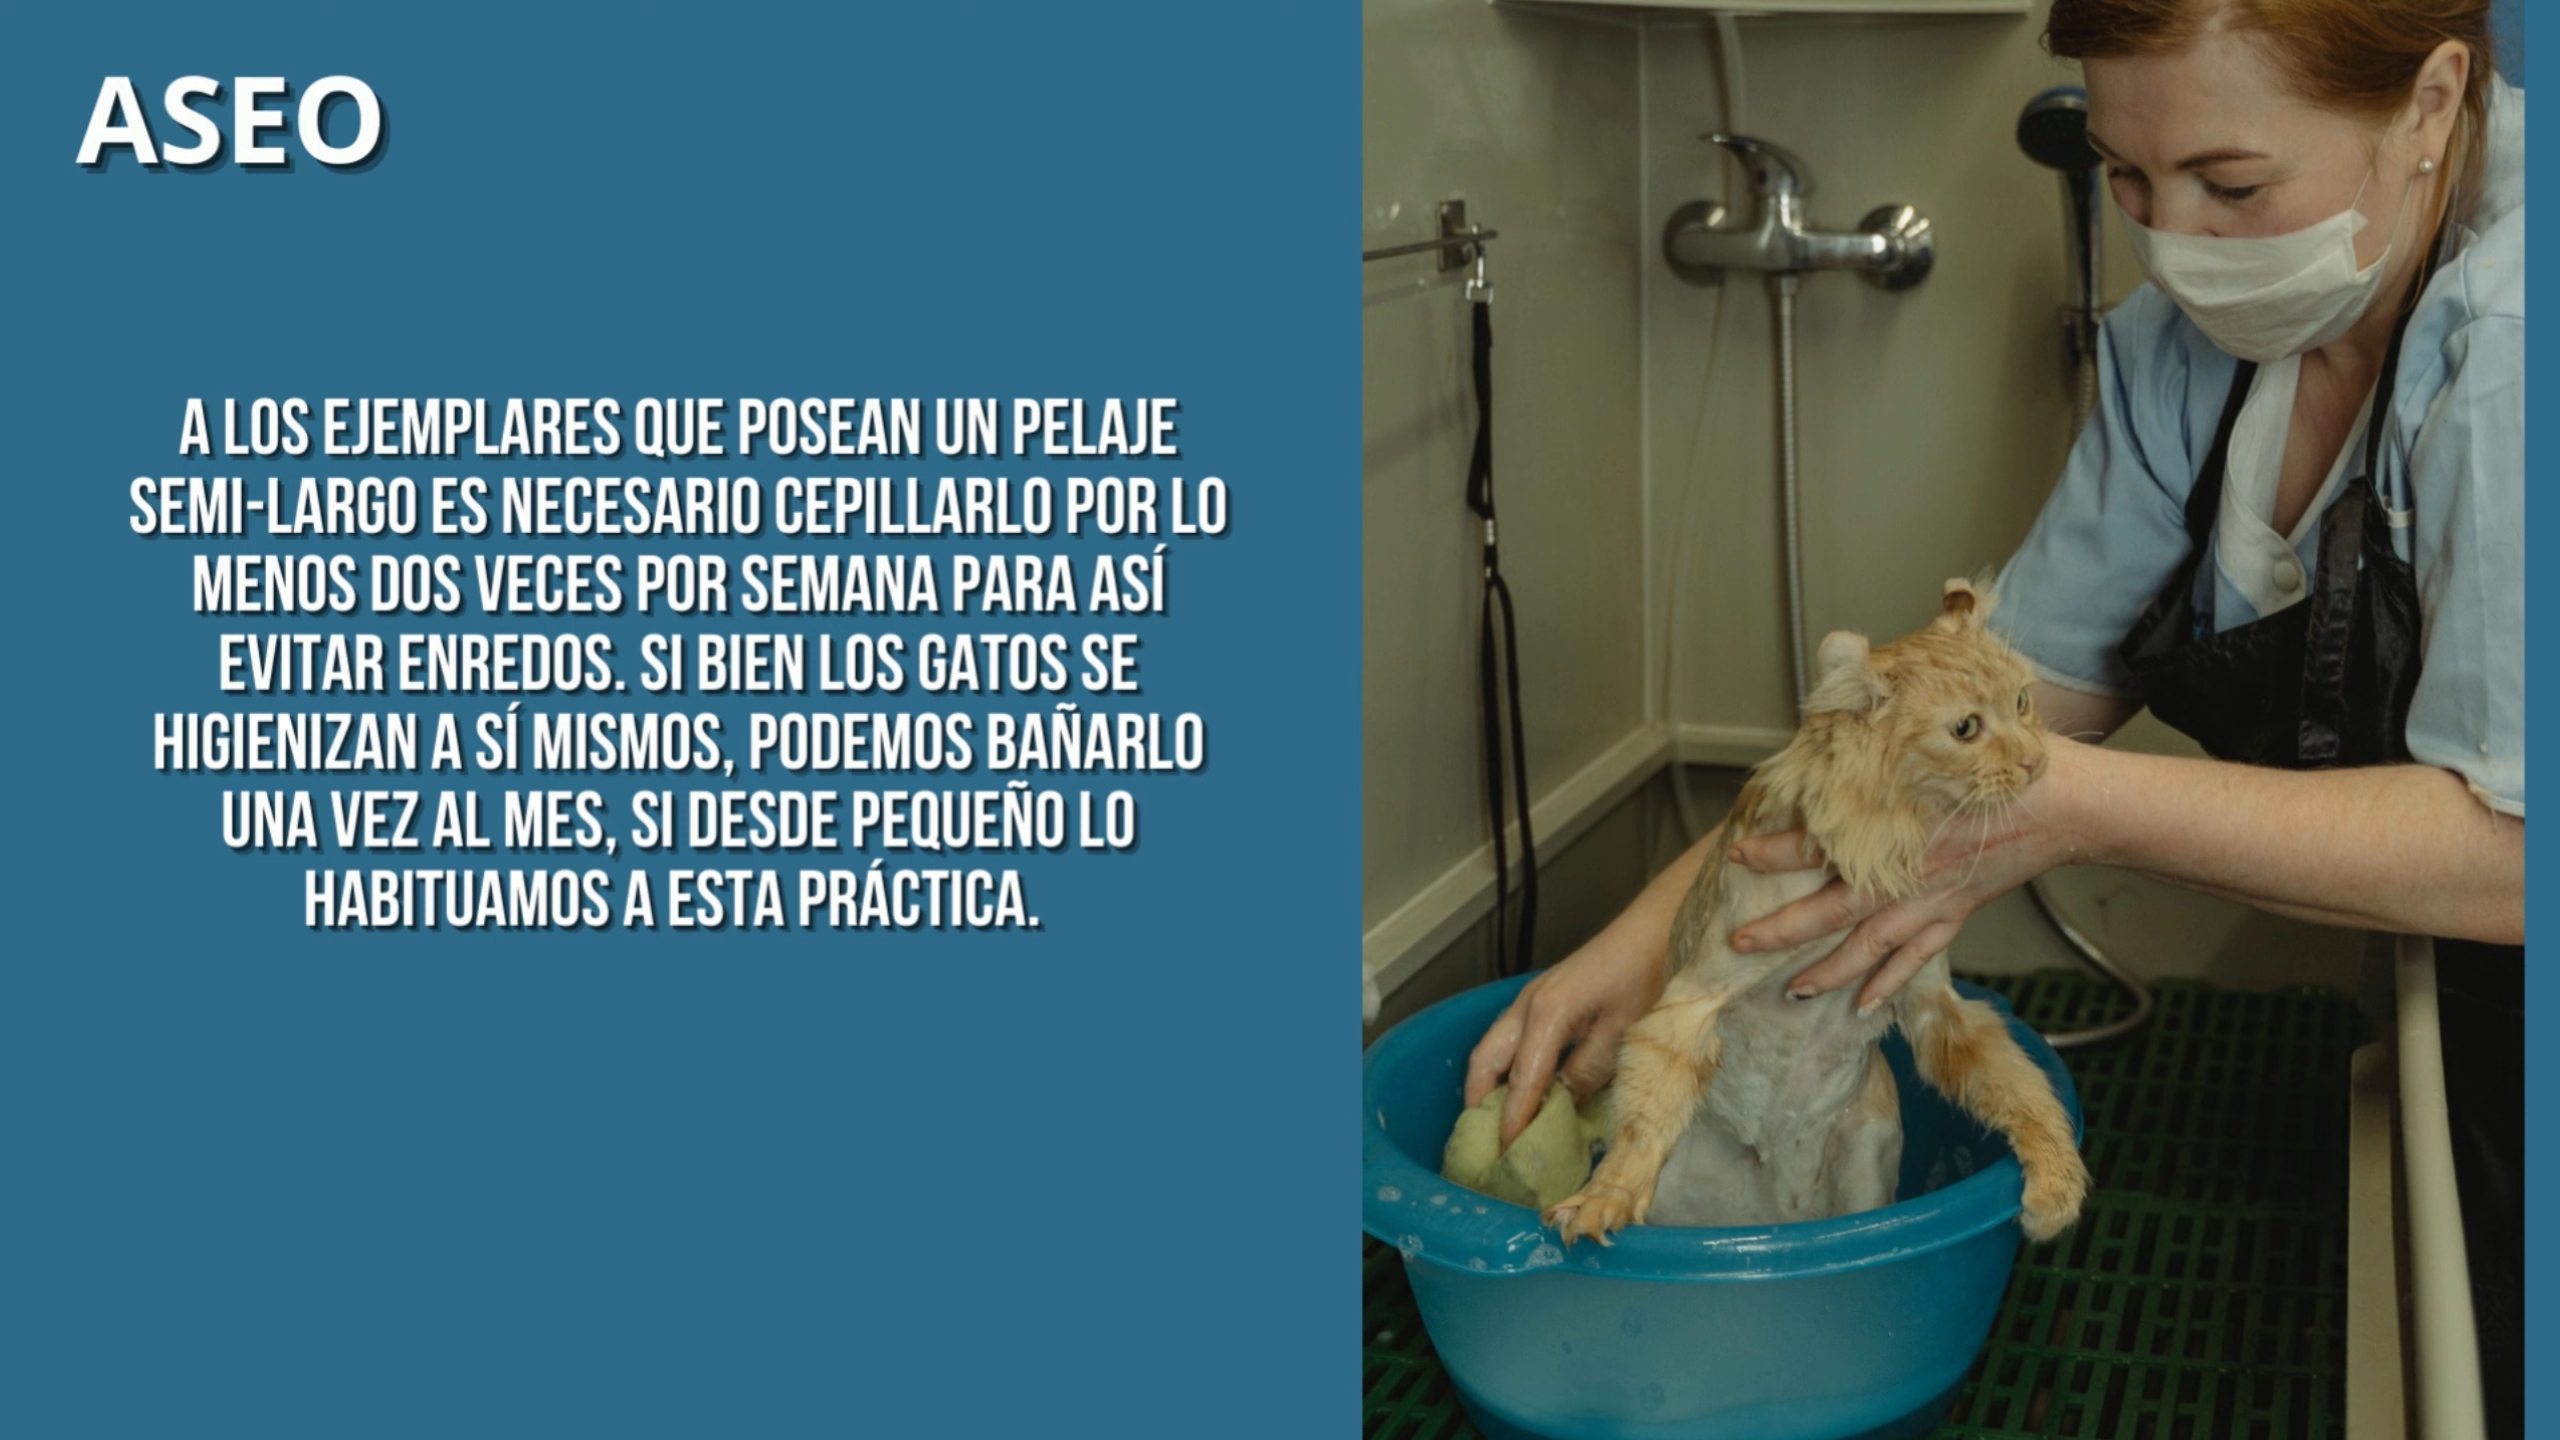 ASEO
A LOS EJEMPLARES QUE POSEAN UN PELAJE
SEMI-LARGO ES NECESARIO CEPILLARLO POR LO
MENOS DOS VECES POR SEMANA PARA ASÍ
EVITAR ENREDOS. SI BIEN LOS GATOS SE
HIGIENIZAN A SÍ MISMOS, PODEMOS BAÑARLO
UNA VEZ AL MES, SI DESDE PEQUEÑO LO
HABITUAMOS A ESTA PRÁCTICA.